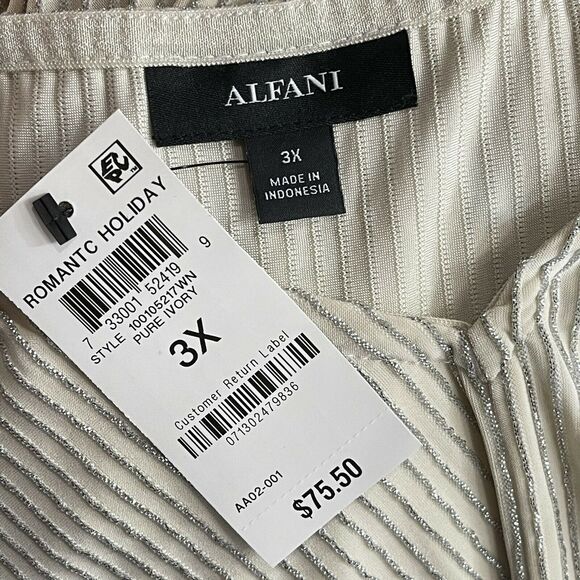 ALFANI
3X
MADE IN
INDONESIA
ROMANTC HOLIDAY
7 33001 52419 9
STYLE 100105217WN
PURE IVORY
3X
Customer Return Label
071302479836
AA02-001
$75.50